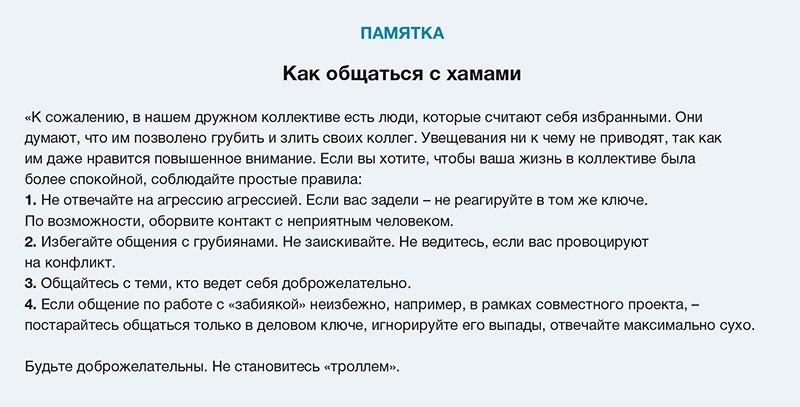 ПАМЯТКА
Как общаться с хамами
«К сожалению, в нашем дружном коллективе есть люди, которые считают себя избранными. Они
думают, что им позволено грубить и злить своих коллег. Увещевания ни к чему не приводят, так как
им даже нравится повышенное внимание. Если вы хотите, чтобы ваша жизнь в коллективе была
более спокойной, соблюдайте простые правила:
1. Не отвечайте на агрессию агрессией. Если вас задели – не реагируйте в том же ключе.
По возможности, оборвите контакт с неприятным человеком.
2. Избегайте общения с грубиянами. Не заискивайте. Не ведитесь, если вас провоцируют
на конфликт.
3. Общайтесь с теми, кто ведет себя доброжелательно.
4. Если общение по работе с «забиякой» неизбежно, например, в рамках совместного проекта, –
постарайтесь общаться только в деловом ключе, игнорируйте его выпады, отвечайте максимально сухо.
Будьте доброжелательны. Не становитесь «троллем».